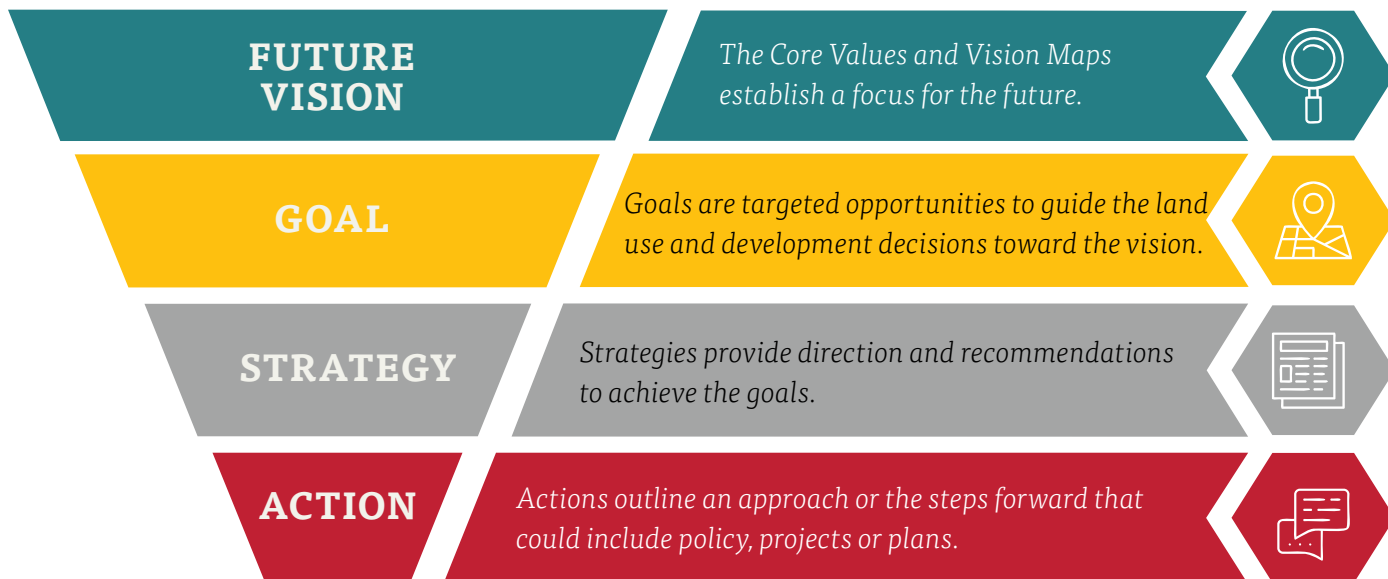 FUTURE
VISION
The Core Values and Vision Maps
establish a focus for the future.
GOAL
Goals are targeted opportunities to guide the land
use and development decisions toward the vision.
STRATEGY
Strategies provide direction and recommendations
to achieve the goals.
ACTION
Actions outline an approach or the steps forward that
could include policy, projects or plans.